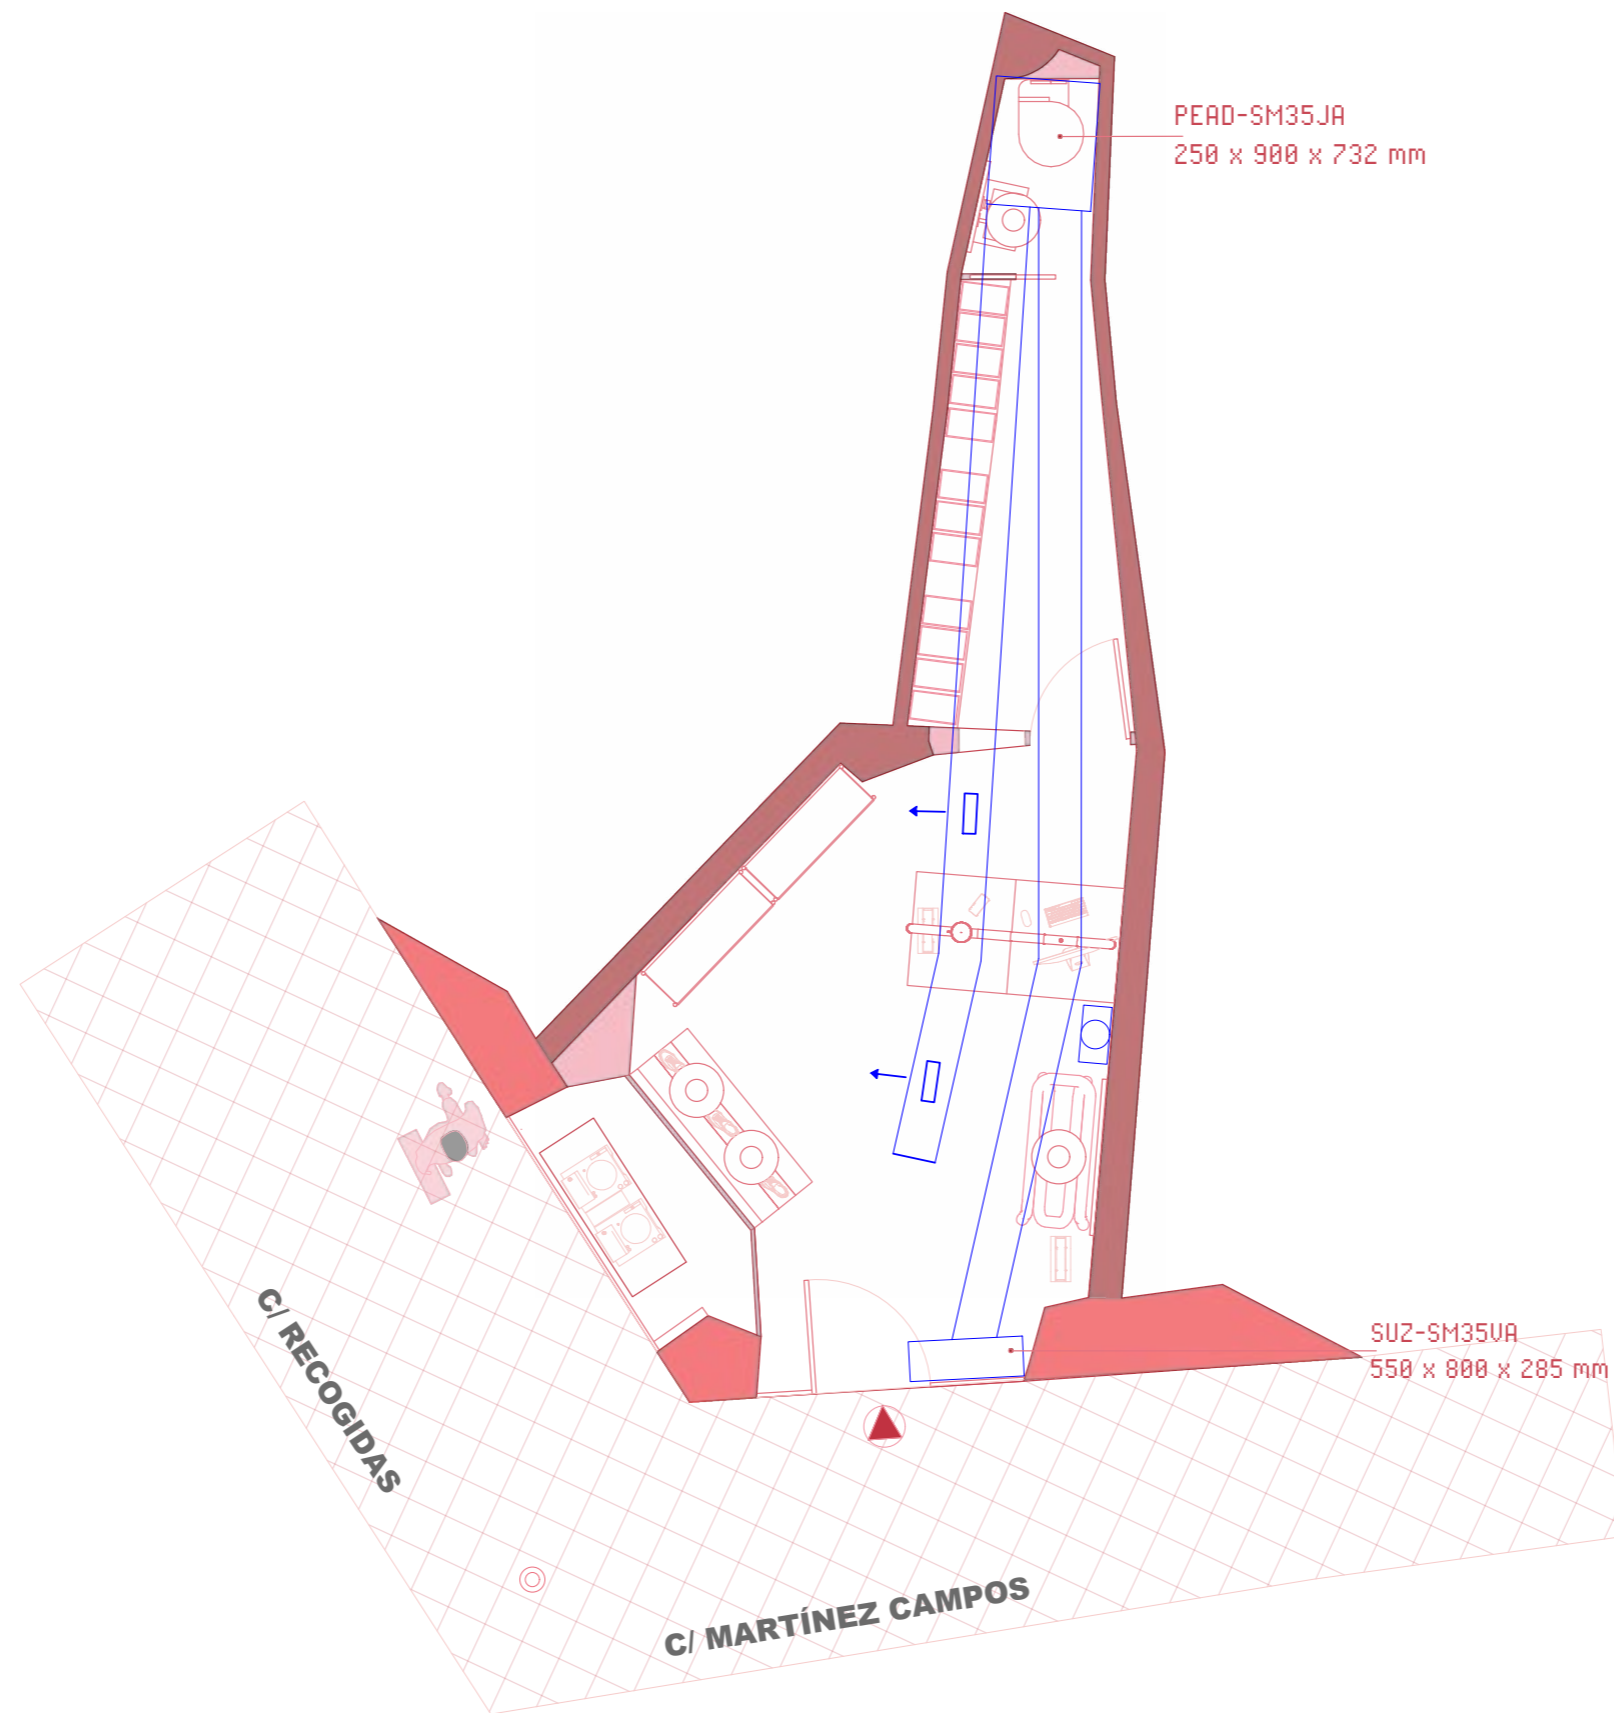 PEAD-SM35JA
250 x 900 x 732 mm
SUZ-SM35VA
550 x 800 x 285 mm
C/ RECOGIDAS
C/ MARTÍNEZ CAMPOS